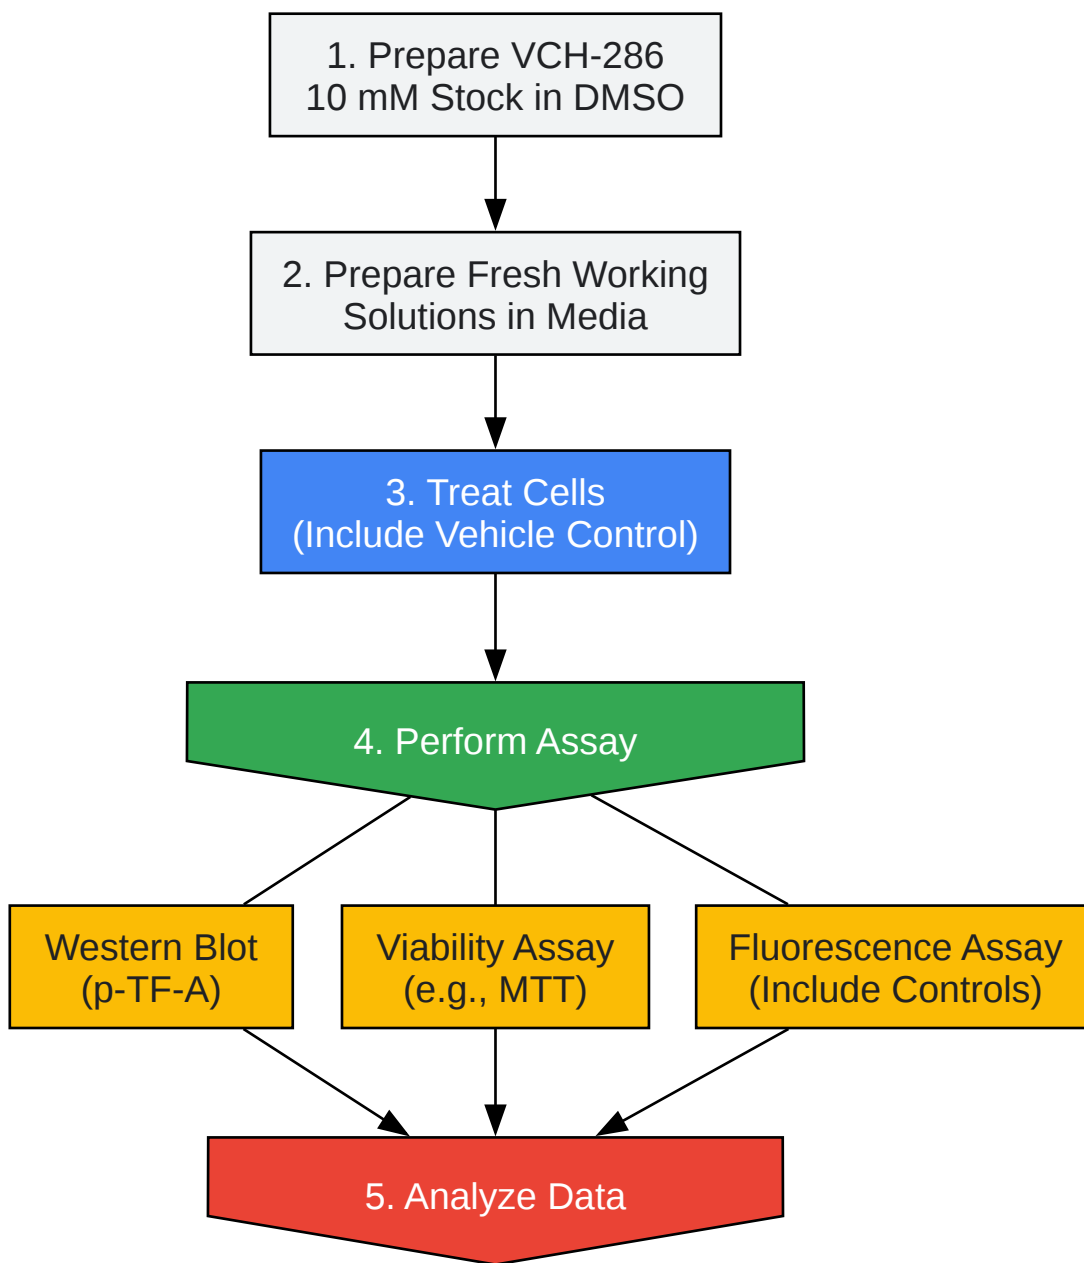 1. Prepare VCH-286
10 mM Stock in DMSO
2. Prepare Fresh Working
Solutions in Media
3. Treat Cells
(Include Vehicle Control)
4. Perform Assay
Western Blot
(p-TF-A)
Viability Assay
(e.g., MTT)
Fluorescence Assay
(Include Controls)
5. Analyze Data